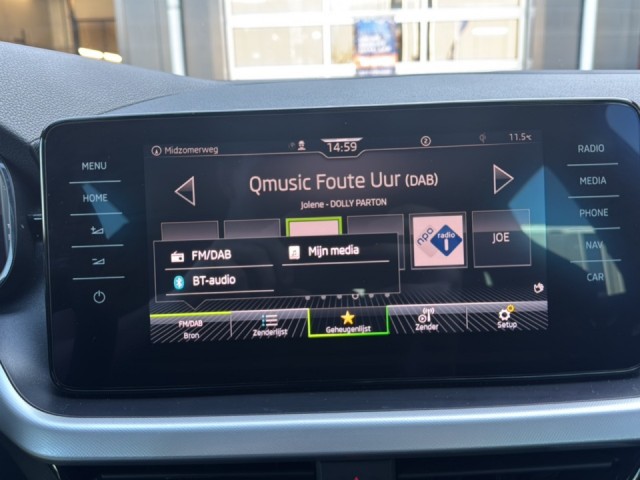 MENU
HOME
RADIO
MEDIA
PHONE
NAV
CAR
Midzomerweg
14:59
11.5°C
Qmusic Foute Uur (DAB)
Jolene - DOLLY PARTON
npo
radio 1
JOE
FM/DAB
Mijn media
BT-audio
FM/DAB
Bron
Zenderlijst
Geheugenlijst
Zender
Setup